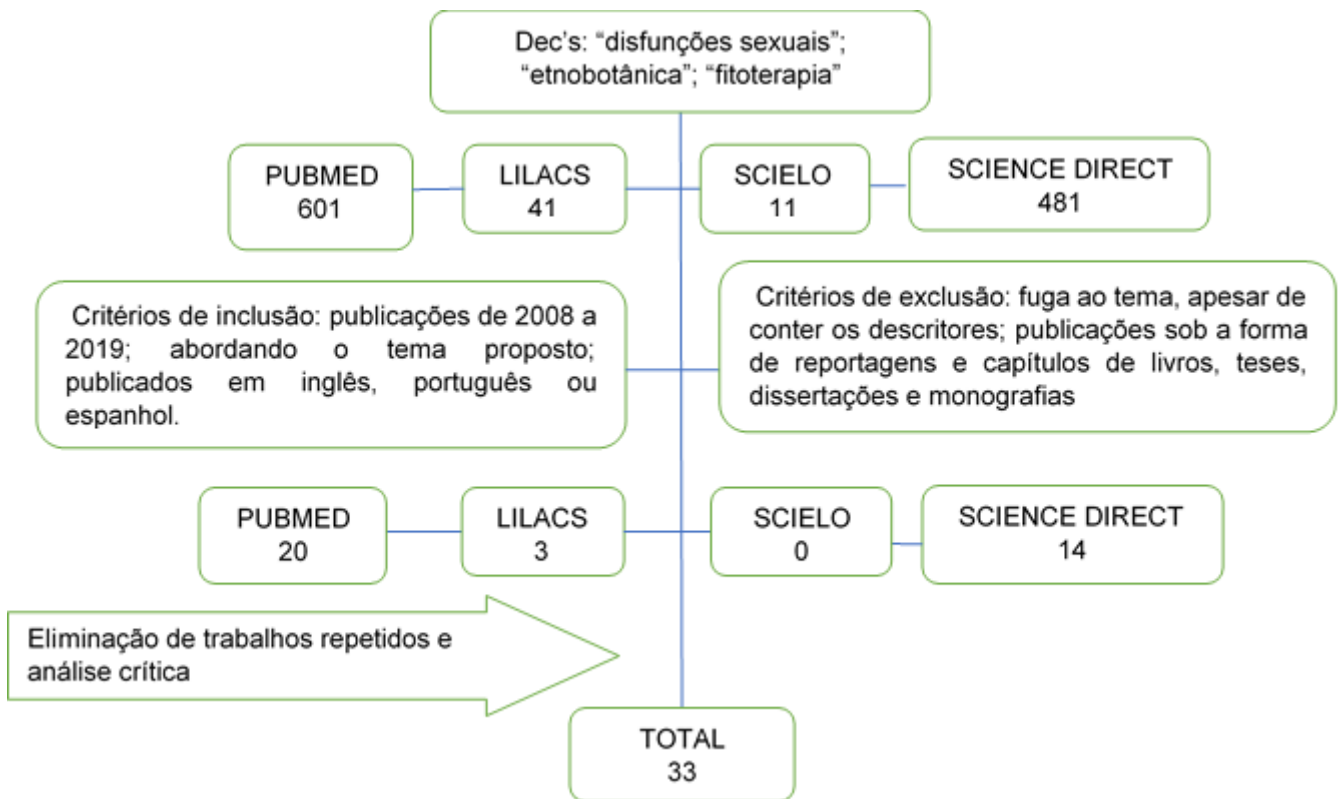 Dec’s: “disfunções sexuais”;
“etnobotânica”; “fitoterapia”
PUBMED
601
LILACS
41
SCIELO
11
SCIENCE DIRECT
481
Critérios de inclusão: publicações de 2008 a
2019; abordando o tema proposto;
publicados em inglês, português ou
espanhol.
Critérios de exclusão: fuga ao tema, apesar de
conter os descritores; publicações sob a forma
de reportagens e capítulos de livros, teses,
dissertações e monografias
PUBMED
20
LILACS
3
SCIELO
0
SCIENCE DIRECT
14
Eliminação de trabalhos repetidos e
análise crítica
TOTAL
33